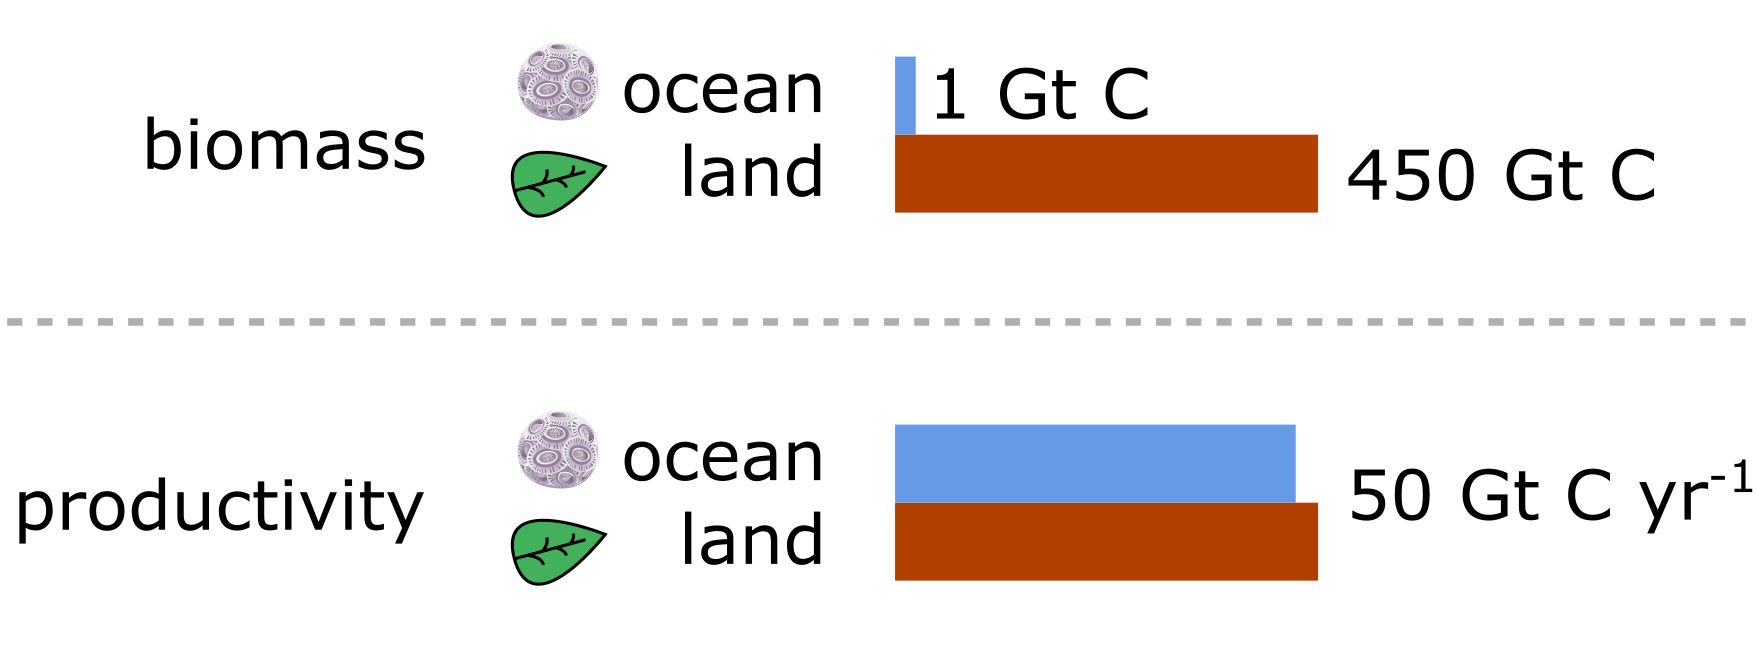 biomass
ocean 1 Gt C
land 450 Gt C
productivity
ocean
land
50 Gt C yr⁻¹